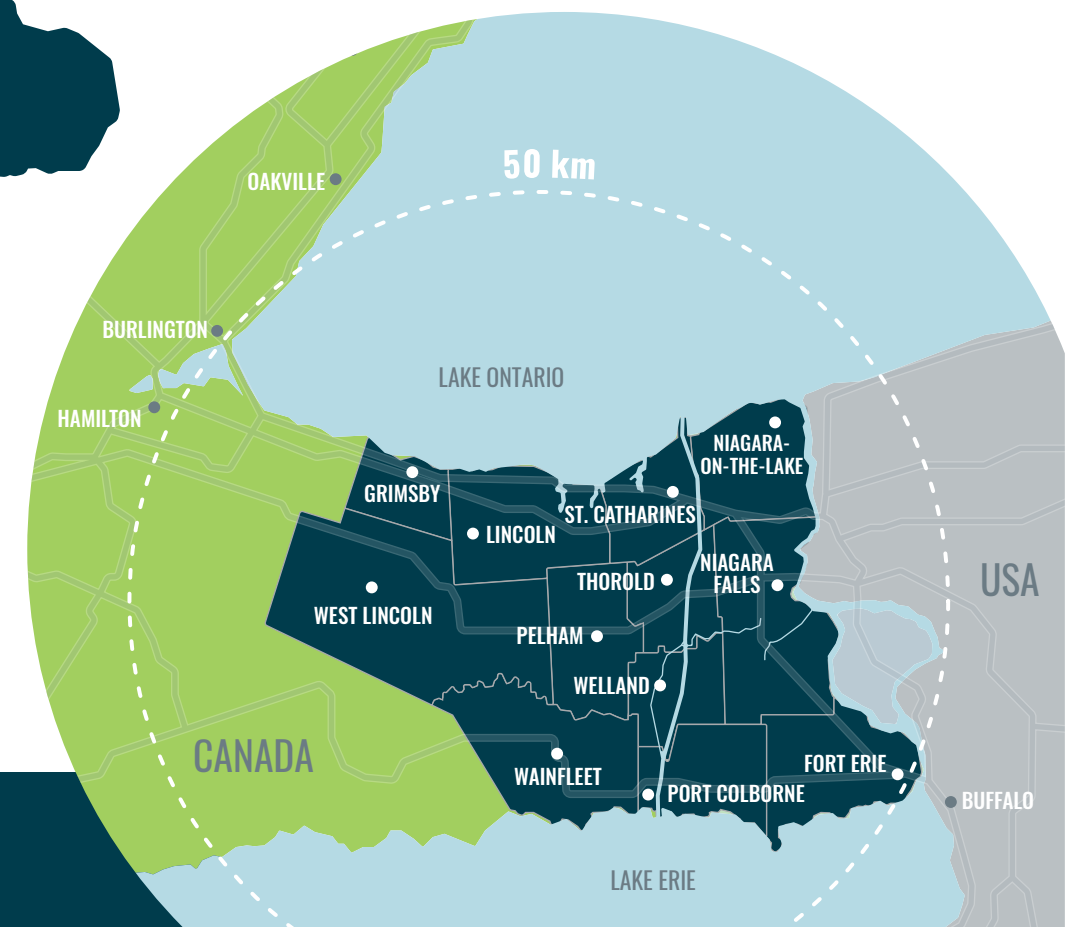 50 km
OAKVILLE
BURLINGTON
LAKE ONTARIO
HAMILTON
NIAGARA-
ON-THE-LAKE
GRIMSBY
ST. CATHARINES
LINCOLN
NIAGARA
FALLS
THOROLD
USA
WEST LINCOLN
PELHAM
WELLAND
CANADA
FORT ERIE
WAINFLEET
PORT COLBORNE
BUFFALO
LAKE ERIE